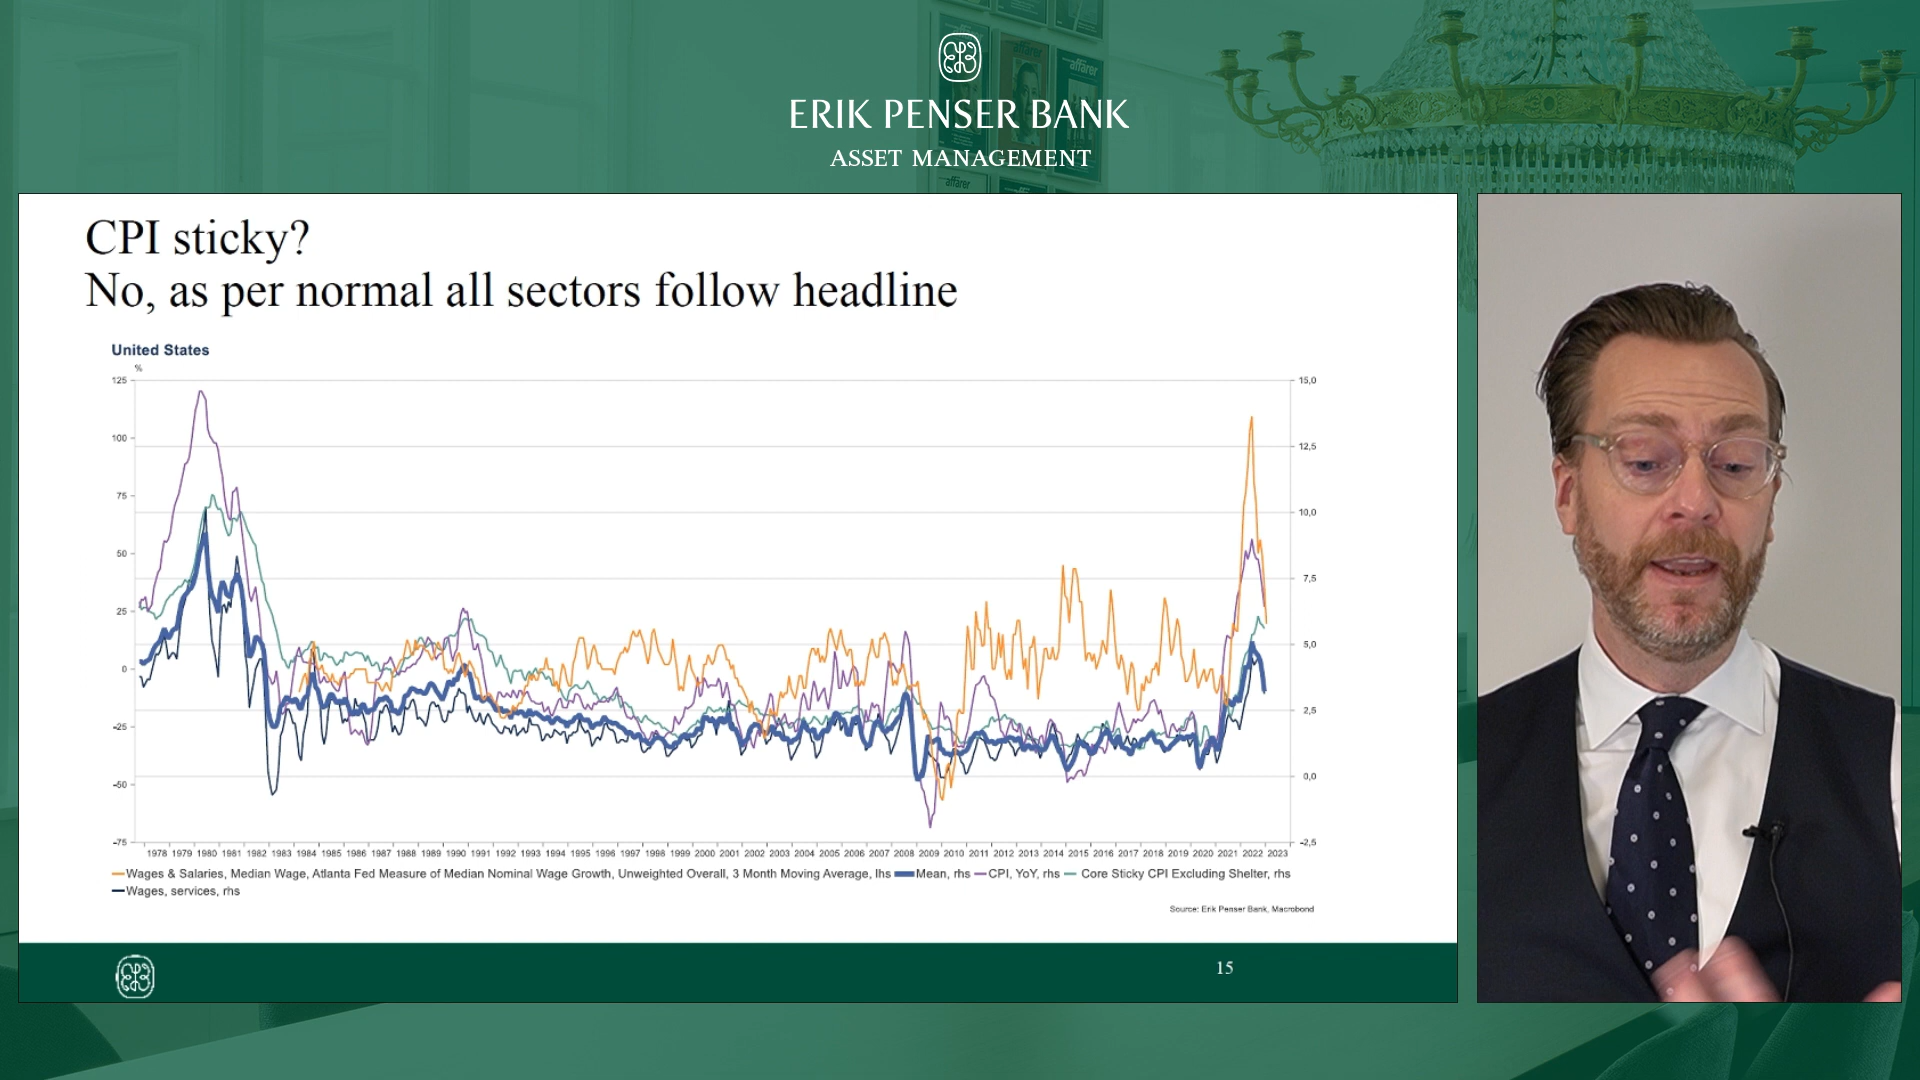 affärer
affärer
affärer
ERIK PENSER BANK
ASSET MANAGEMENT
CPI sticky?
No, as per normal all sectors follow headline
United States
%
125
100
75
50
25
0
-25
-50
-75
15,0
12,5
10,0
7,5
5,0
2,5
0,0
-2,5
1978 1979 1980 1981 1982 1983 1984 1985 1986 1987 1988 1989 1990 1991 1992 1993 1994 1995 1996 1997 1998 1999 2000 2001 2002 2003 2004 2005 2006 2007 2008 2009 2010 2011 2012 2013 2014 2015 2016 2017 2018 2019 2020 2021 2022 2023
Wages & Salaries, Median Wage, Atlanta Fed Measure of Median Nominal Wage Growth, Unweighted Overall, 3 Month Moving Average, lhs Mean, rhs CPI, YoY, rhs Core Sticky CPI Excluding Shelter, rhs
Wages, services, rhs
Source: Erik Penser Bank, Macrobond
15